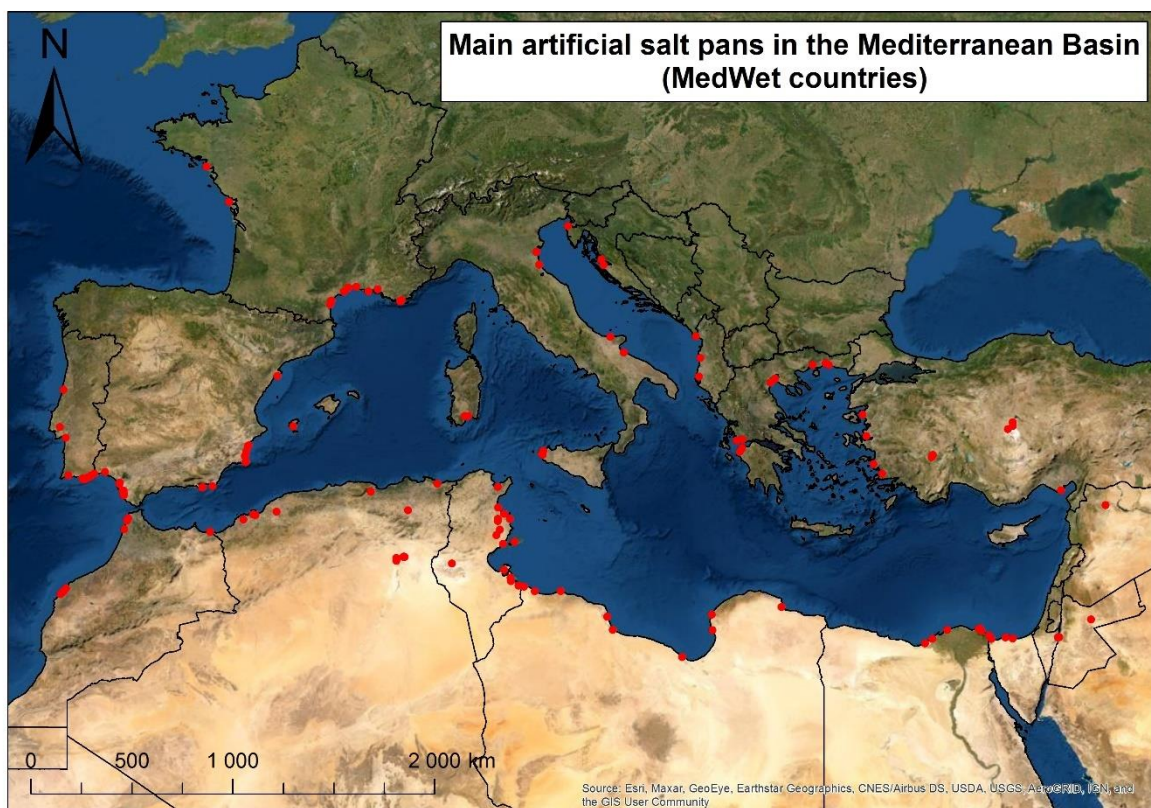 N
Main artificial salt pans in the Mediterranean Basin
(MedWet countries)
0 500 1 000 2 000 km
Source: Esri, Maxar, GeoEye, Earthstar Geographics, CNES/Airbus DS, USDA, USGS, AeroGRID, IGN, and
the GIS User Community